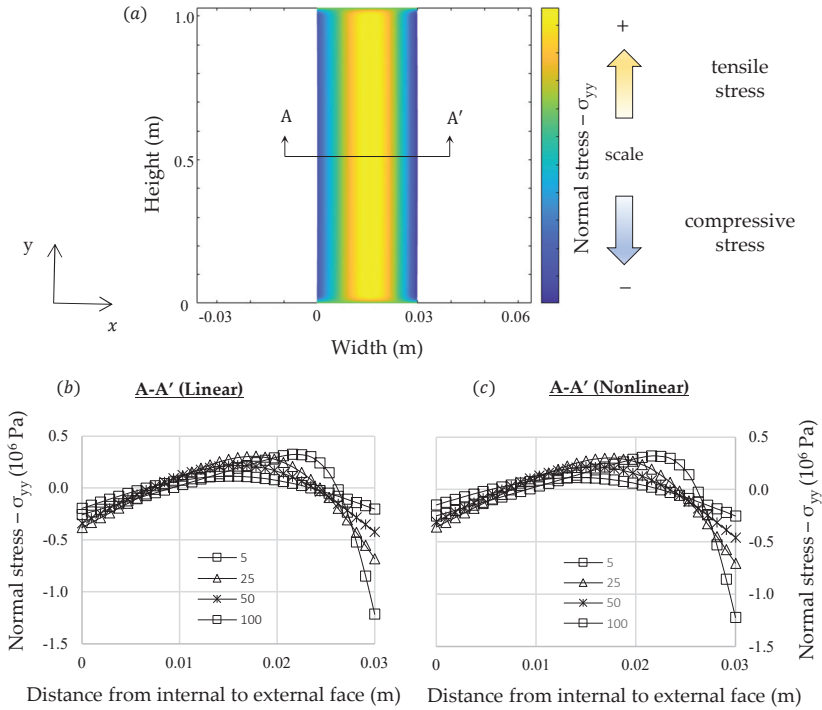 (a)
1.0
0.5
0
Height (m)
-0.03
0
0.03
0.06
Width (m)
A
A′
y
x
Normal stress – σyy
+
tensile
stress
scale
compressive
stress
−
(b)
A-A′ (Linear)
Normal stress – σyy (10⁶ Pa)
0.5
0.0
-0.5
-1.0
-1.5
5
25
50
100
0
0.01
0.02
0.03
Distance from internal to external face (m)
(c)
A-A′ (Nonlinear)
0.5
0.0
-0.5
-1.0
-1.5
Normal stress – σyy (10⁶ Pa)
5
25
50
100
0
0.01
0.02
0.03
Distance from internal to external face (m)